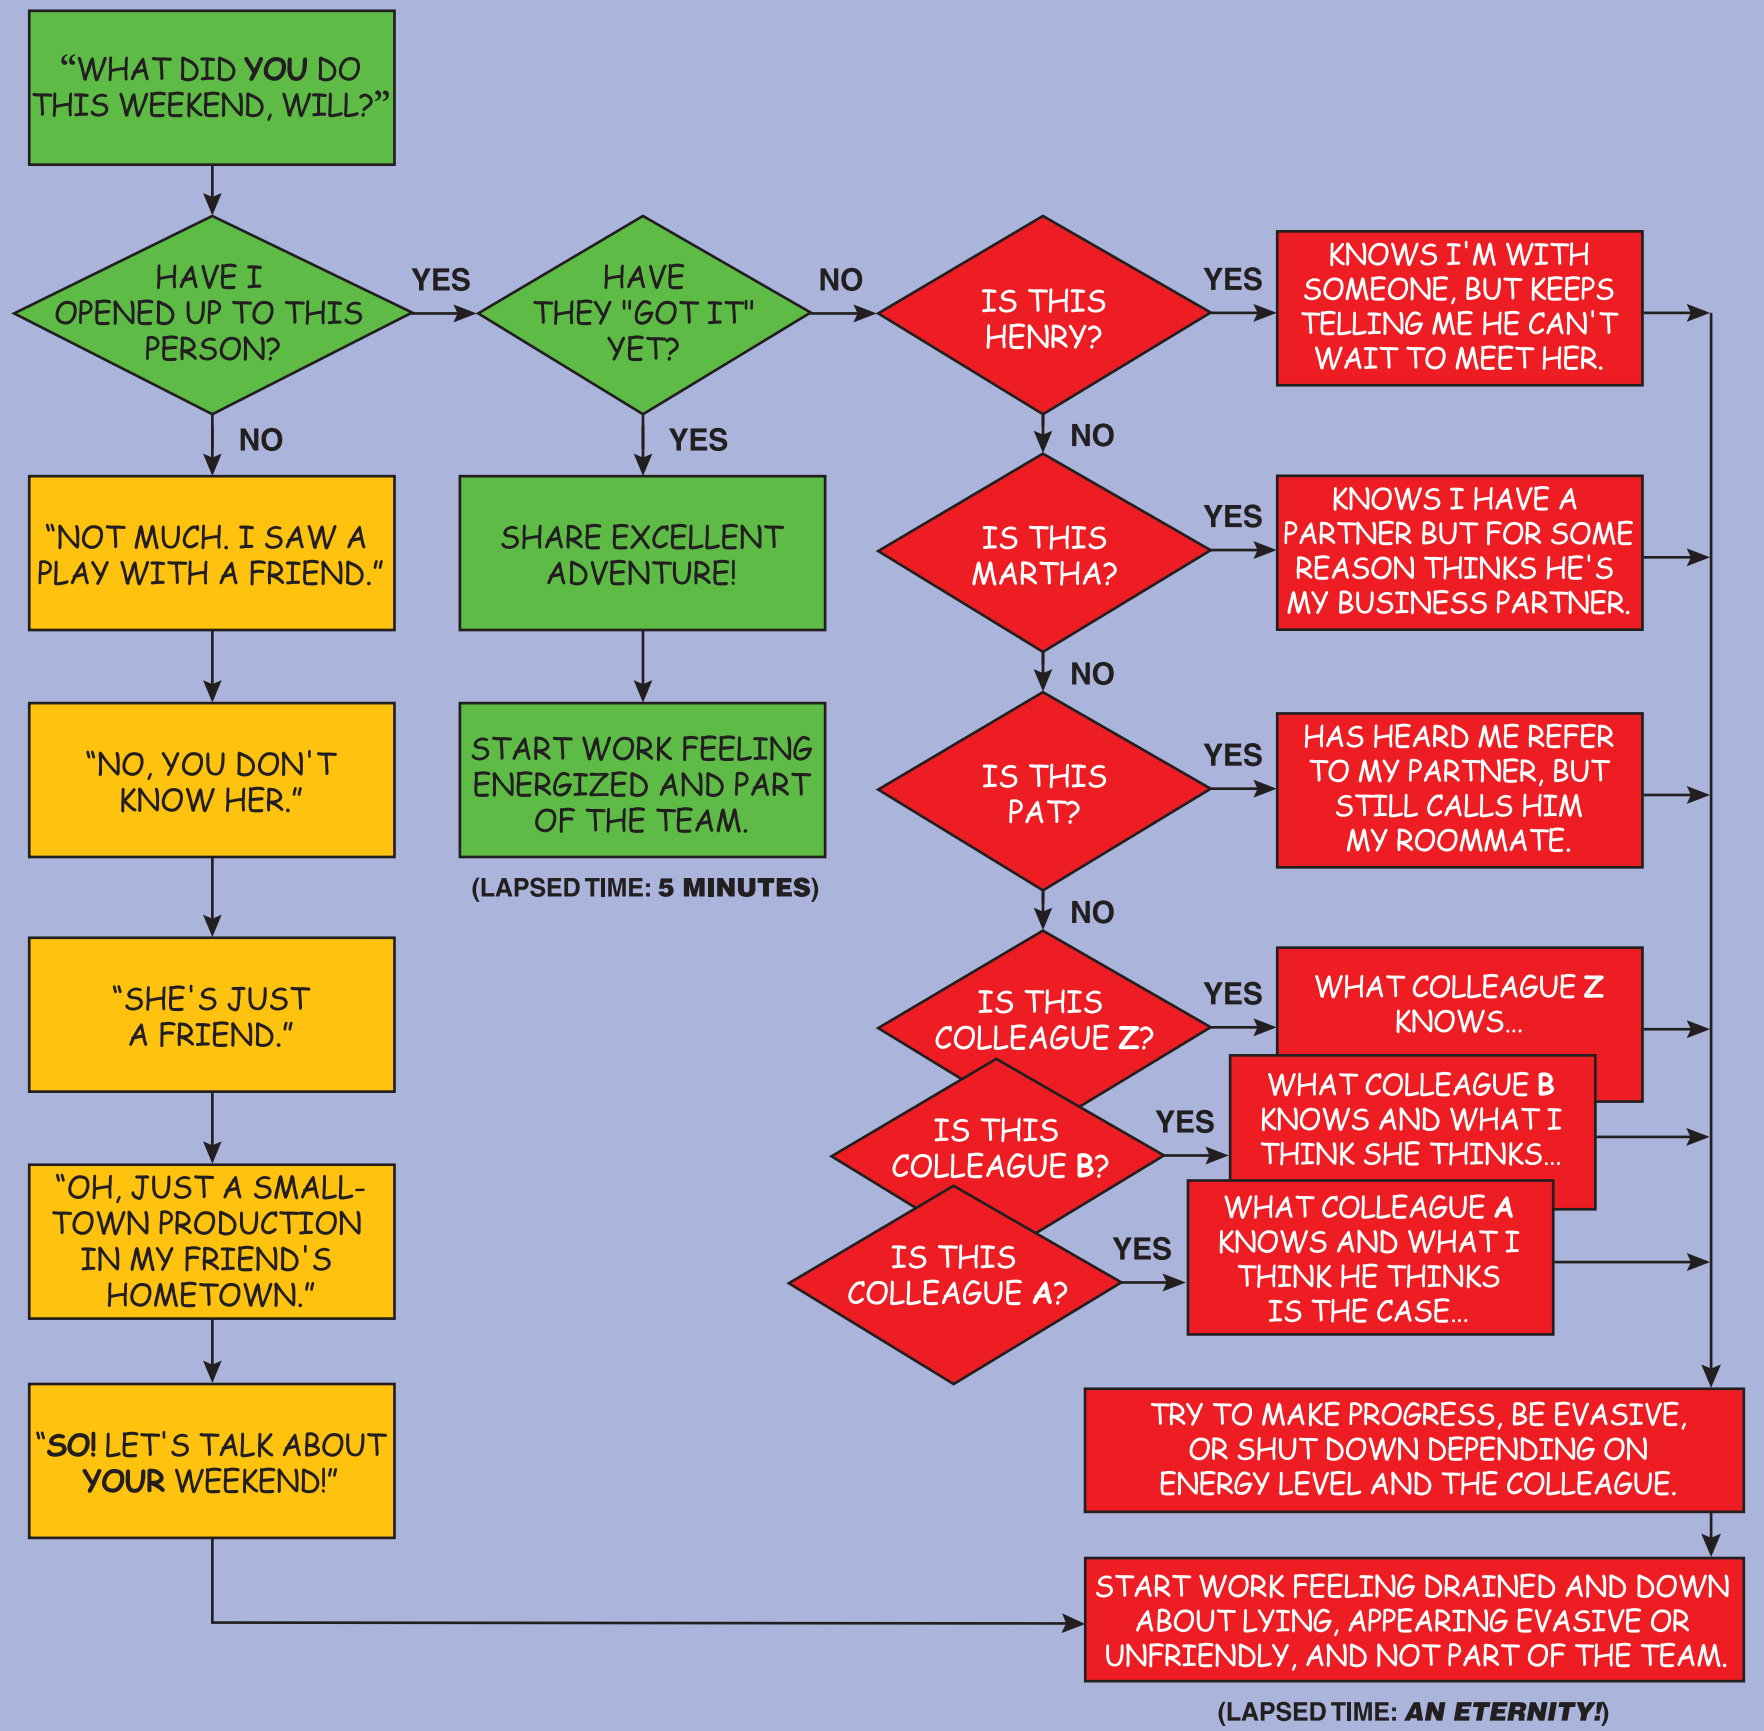 “WHAT DID YOU DO
THIS WEEKEND, WILL?”
HAVE I
OPENED UP TO THIS
PERSON?
YES
NO
HAVE
THEY "GOT IT"
YET?
NO
YES
IS THIS
HENRY?
YES
NO
KNOWS I'M WITH
SOMEONE, BUT KEEPS
TELLING ME HE CAN'T
WAIT TO MEET HER.
"NOT MUCH. I SAW A
PLAY WITH A FRIEND."
"NO, YOU DON'T
KNOW HER."
"SHE'S JUST
A FRIEND."
"OH, JUST A SMALL-
TOWN PRODUCTION
IN MY FRIEND'S
HOMETOWN."
"SO! LET'S TALK ABOUT
YOUR WEEKEND!"
SHARE EXCELLENT
ADVENTURE!
START WORK FEELING
ENERGIZED AND PART
OF THE TEAM.
(LAPSED TIME: 5 MINUTES)
IS THIS
MARTHA?
YES
NO
KNOWS I HAVE A
PARTNER BUT FOR SOME
REASON THINKS HE'S
MY BUSINESS PARTNER.
IS THIS
PAT?
YES
NO
HAS HEARD ME REFER
TO MY PARTNER, BUT
STILL CALLS HIM
MY ROOMMATE.
IS THIS
COLLEAGUE Z?
YES
WHAT COLLEAGUE Z
KNOWS...
IS THIS
COLLEAGUE B?
YES
WHAT COLLEAGUE B
KNOWS AND WHAT I
THINK SHE THINKS...
IS THIS
COLLEAGUE A?
YES
WHAT COLLEAGUE A
KNOWS AND WHAT I
THINK HE THINKS
IS THE CASE...
TRY TO MAKE PROGRESS, BE EVASIVE,
OR SHUT DOWN DEPENDING ON
ENERGY LEVEL AND THE COLLEAGUE.
START WORK FEELING DRAINED AND DOWN
ABOUT LYING, APPEARING EVASIVE OR
UNFRIENDLY, AND NOT PART OF THE TEAM.
(LAPSED TIME: AN ETERNITY!)